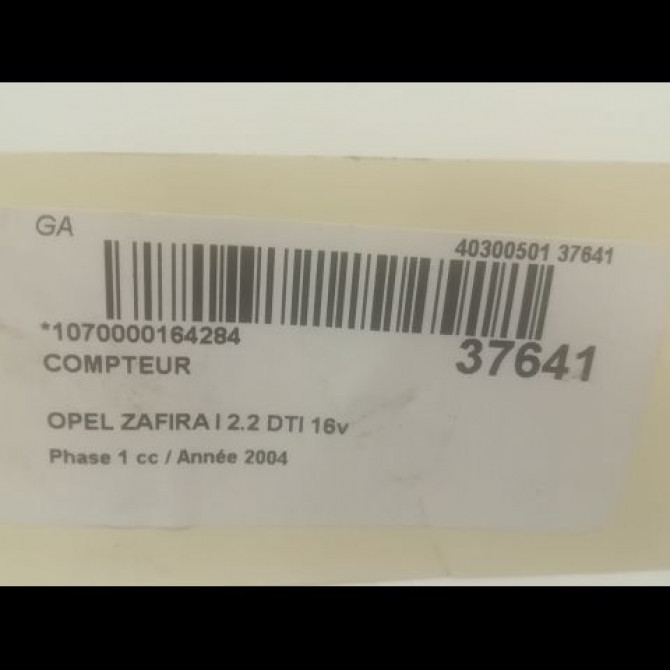 GA
40300501 37641
*1070000164284
37641
COMPTEUR
OPEL ZAFIRA I 2.2 DTI 16v
Phase 1 cc / Année 2004